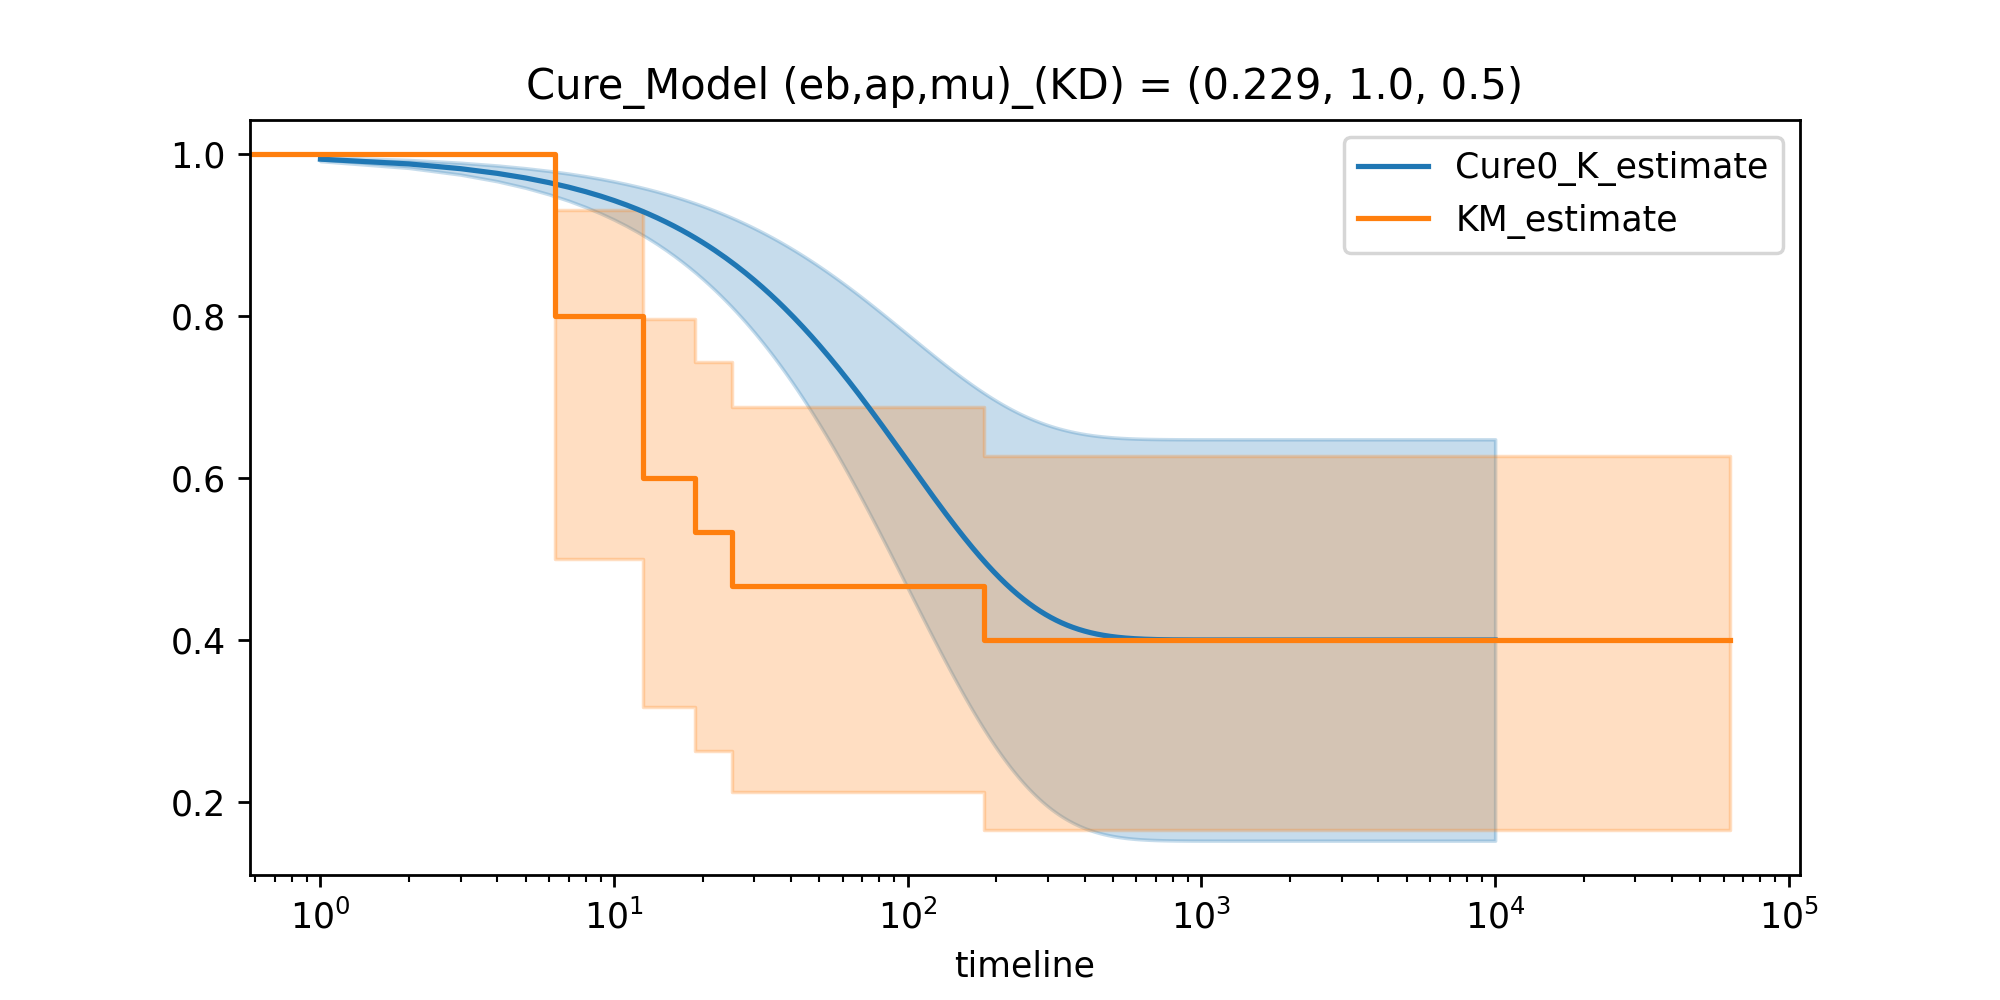 Cure_Model (eb,ap,mu)_(KD) = (0.229, 1.0, 0.5)
Cure0_K_estimate
KM_estimate
1.0
0.8
0.6
0.4
0.2
10⁰ 10¹ 10² 10³ 10⁴ 10⁵
timeline